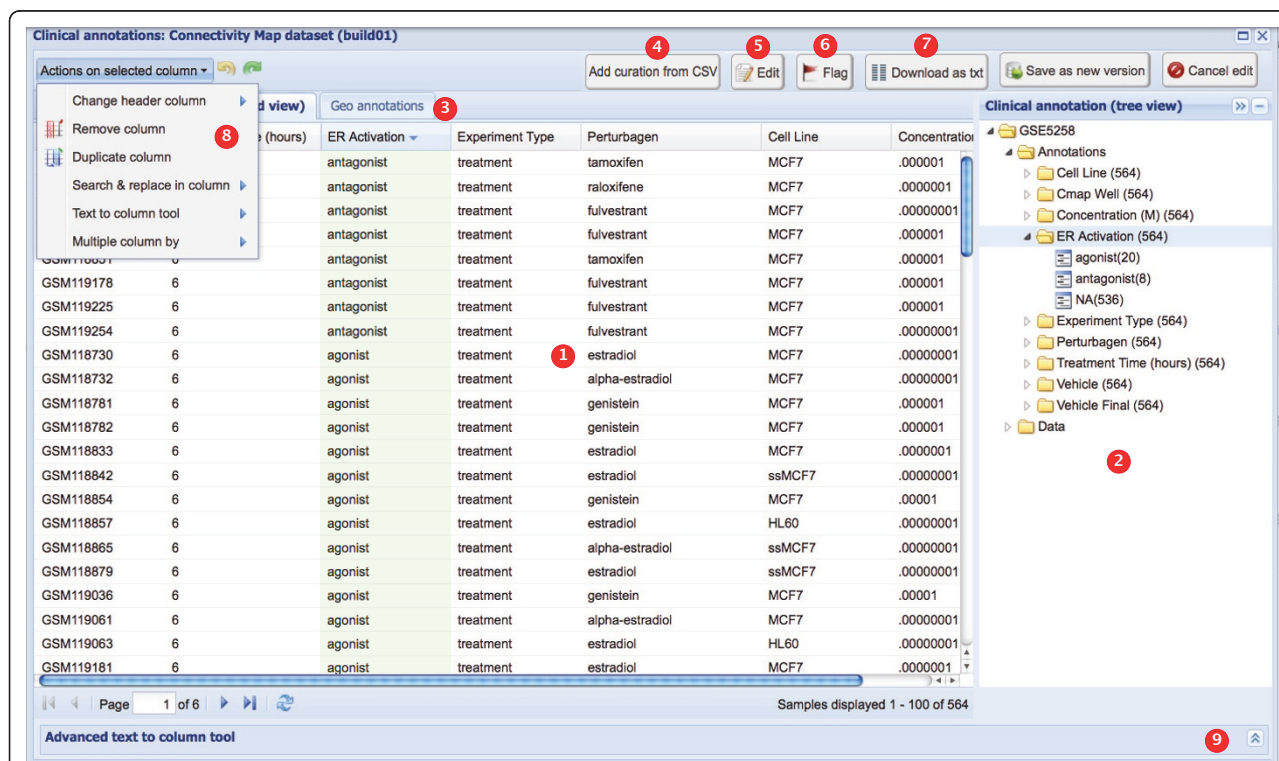 Clinical annotations: Connectivity Map dataset (build01)
Actions on selected column
4
5
6
7
Add curation from CSV
Edit
Flag
Download as txt
Save as new version
Cancel edit
Change header column
Remove column
8
Duplicate column
Search & replace in column
Text to column tool
Multiple column by
d view)
Geo annotations
3
(hours) ER Activation Experiment Type Perturbagen Cell Line Concentration
antagonist treatment tamoxifen MCF7 .000001
antagonist treatment raloxifene MCF7 .0000001
antagonist treatment fulvestrant MCF7 .00000001
antagonist treatment fulvestrant MCF7 .000001
6 antagonist treatment tamoxifen MCF7 .000001
GSM119178 6 antagonist treatment fulvestrant MCF7 .000001
GSM119225 6 antagonist treatment fulvestrant MCF7 .000001
GSM119254 6 antagonist treatment fulvestrant MCF7 .00000001
GSM118730 6 agonist treatment 1 estradiol MCF7 .00000001
GSM118732 6 agonist treatment alpha-estradiol MCF7 .00000001
GSM118781 6 agonist treatment genistein MCF7 .000001
GSM118782 6 agonist treatment genistein MCF7 .000001
GSM118833 6 agonist treatment estradiol MCF7 .0000001
GSM118842 6 agonist treatment estradiol ssMCF7 .00000001
GSM118854 6 agonist treatment genistein MCF7 .00001
GSM118857 6 agonist treatment estradiol HL60 .00000001
GSM118865 6 agonist treatment alpha-estradiol ssMCF7 .00000001
GSM118879 6 agonist treatment estradiol ssMCF7 .00000001
GSM119036 6 agonist treatment genistein MCF7 .00001
GSM119061 6 agonist treatment alpha-estradiol MCF7 .00000001
GSM119063 6 agonist treatment estradiol HL60 .00000001
GSM119181 6 agonist treatment estradiol MCF7 .0000001
Page 1 of 6
Samples displayed 1 - 100 of 564
Clinical annotation (tree view)
GSE5258
Annotations
Cell Line (564)
Cmap Well (564)
Concentration (M) (564)
ER Activation (564)
agonist(20)
antagonist(8)
NA(536)
Experiment Type (564)
Perturbagen (564)
Treatment Time (hours) (564)
Vehicle (564)
Vehicle Final (564)
Data
2
Advanced text to column tool
9